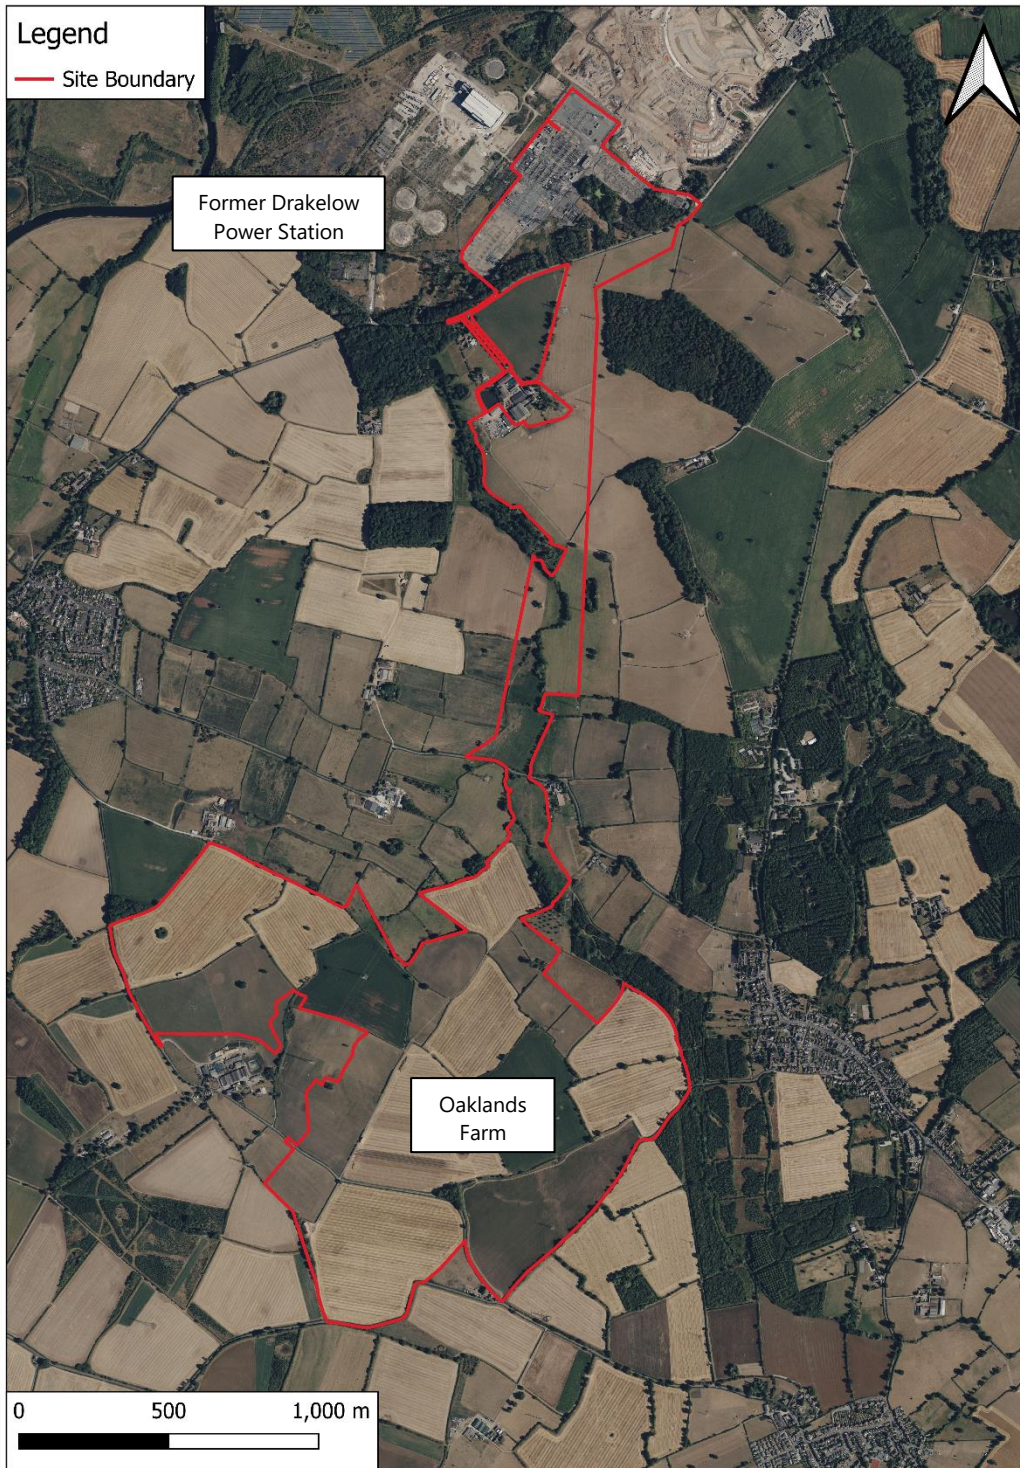 Legend
Site Boundary
Former Drakelow
Power Station
Oaklands
Farm
0 500 1,000 m